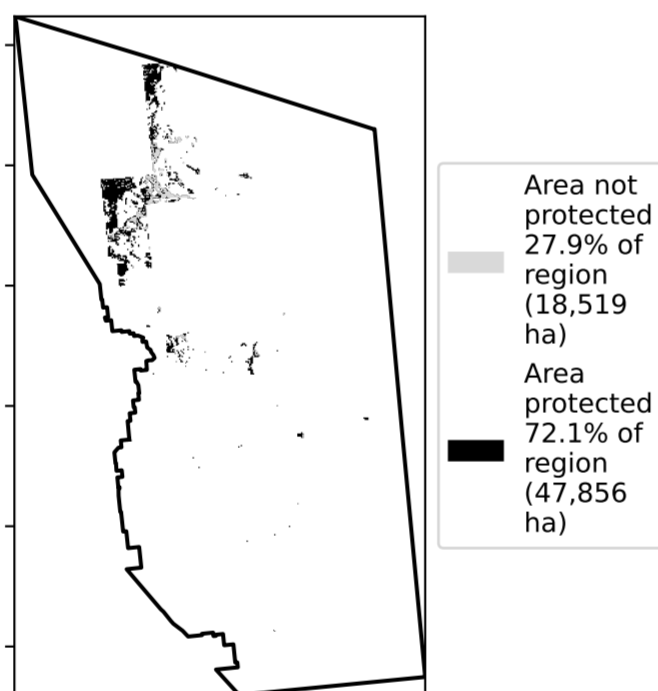 Area not
protected
27.9% of
region
(18,519
ha)
Area
protected
72.1% of
region
(47,856
ha)